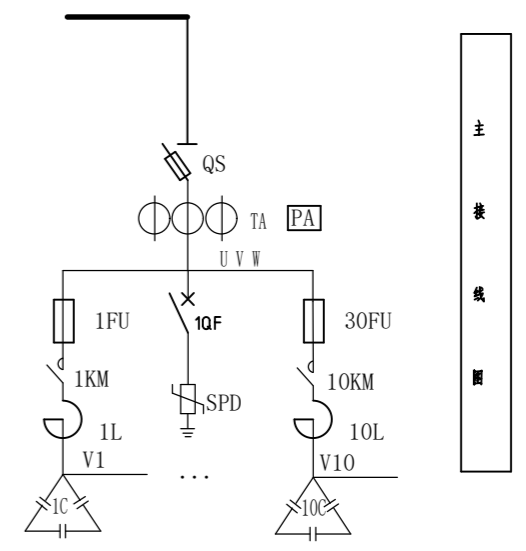 QS
TA PA
U V W
1FU 1QF 30FU
1KM 10KM
SPD
1L 10L
V1 ... V10
1C 10C
主
接
线
图